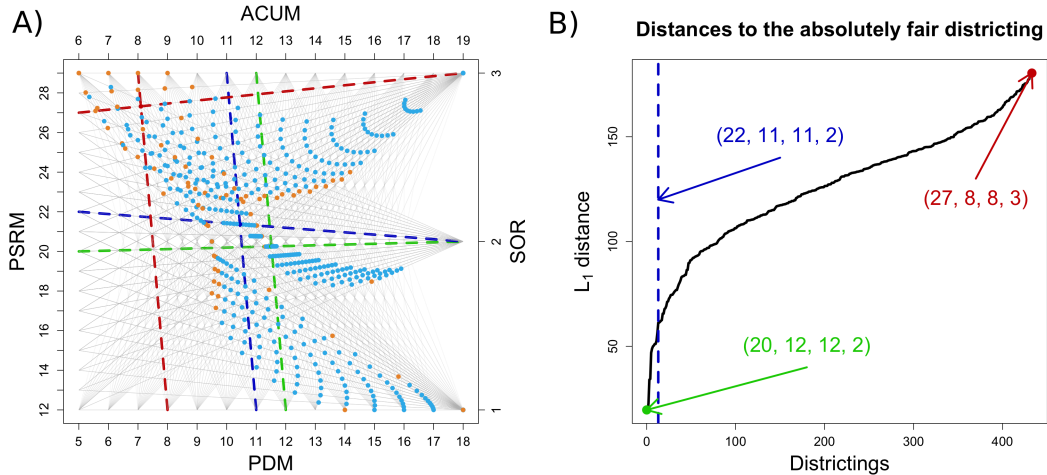 A)
ACUM
6 7 8 9 10 11 12 13 14 15 16 17 19
PSRM
28
26
24
22
20
18
16
14
12
3
2
1
SOR
5 6 7 8 9 10 11 12 13 14 15 16 17 18
PDM
B)
Distances to the absolutely fair districting
L1 distance
150
100
50
(22, 11, 11, 2)
(27, 8, 8, 3)
(20, 12, 12, 2)
0 100 200 300 400
Districtings